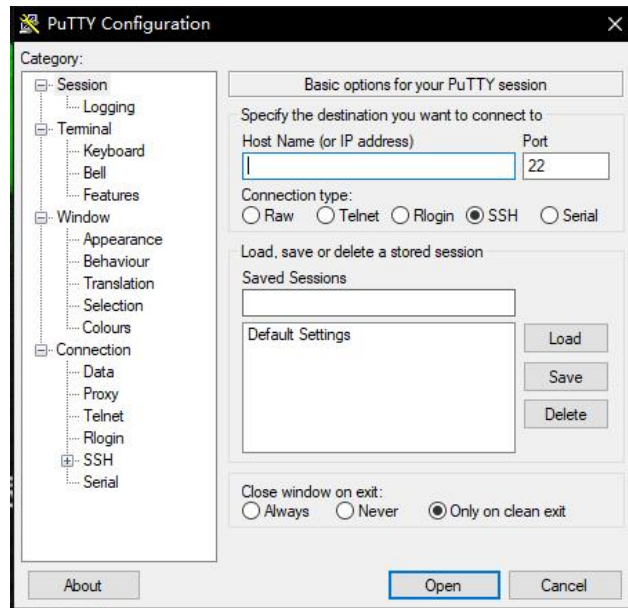 PuTTY Configuration
Category:
Session
Logging
Terminal
Keyboard
Bell
Features
Window
Appearance
Behaviour
Translation
Selection
Colours
Connection
Data
Proxy
Telnet
Rlogin
SSH
Serial
Basic options for your PuTTY session
Specify the destination you want to connect to
Host Name (or IP address) Port
22
Connection type:
Raw Telnet Rlogin SSH Serial
Load, save or delete a stored session
Saved Sessions
Default Settings
Load
Save
Delete
Close window on exit:
Always Never Only on clean exit
About Open Cancel